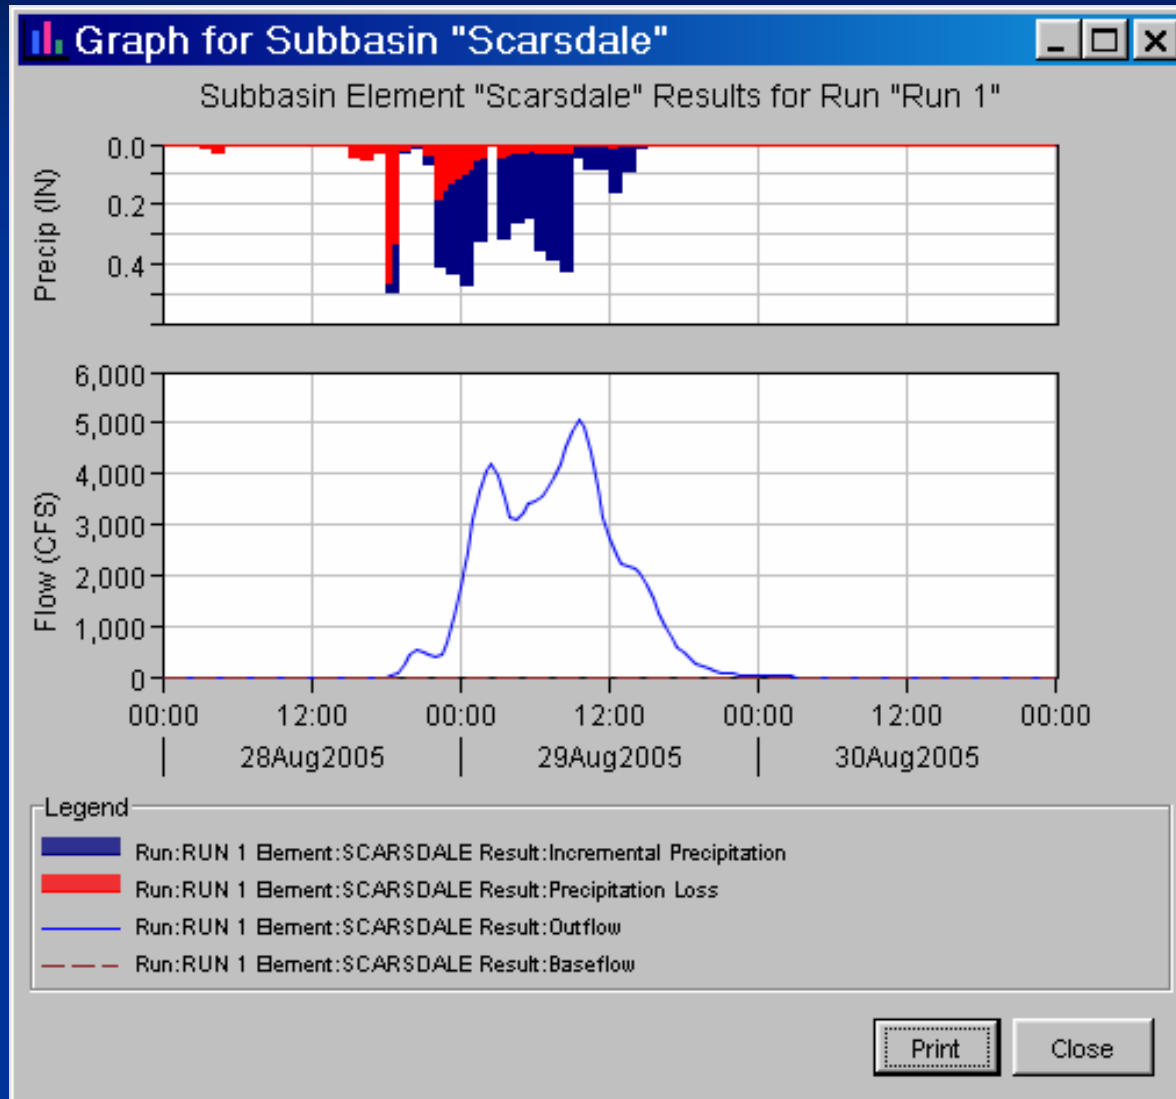 Graph for Subbasin "Scarsdale"
Subbasin Element "Scarsdale" Results for Run "Run 1"
Precip (IN)
0.0
0.2
0.4
Flow (CFS)
6,000
5,000
4,000
3,000
2,000
1,000
0
00:00 12:00 00:00 12:00 00:00 12:00 00:00
28Aug2005 29Aug2005 30Aug2005
Legend
Run:RUN 1 Element:SCARSDALE Result:Incremental Precipitation
Run:RUN 1 Element:SCARSDALE Result:Precipitation Loss
Run:RUN 1 Element:SCARSDALE Result:Outflow
Run:RUN 1 Element:SCARSDALE Result:Baseflow
Print Close